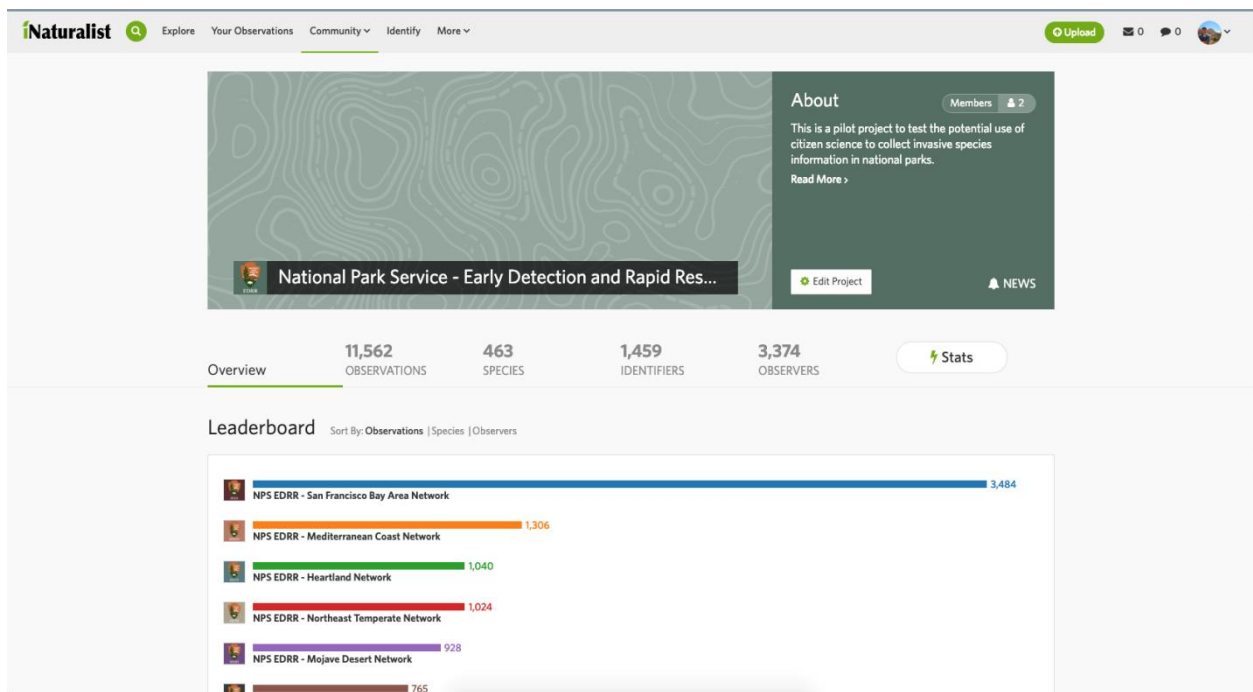 iNaturalist Explore Your Observations Community Identify More Upload 0 0
About Members 2
This is a pilot project to test the potential use of
citizen science to collect invasive species
information in national parks.
Read More >
National Park Service - Early Detection and Rapid Res...
Edit Project NEWS
Overview
11,562
OBSERVATIONS
463
SPECIES
1,459
IDENTIFIERS
3,374
OBSERVERS
Stats
Leaderboard Sort By: Observations | Species | Observers
3,484
NPS EDRR - San Francisco Bay Area Network
1,306
NPS EDRR - Mediterranean Coast Network
1,040
NPS EDRR - Heartland Network
1,024
NPS EDRR - Northeast Temperate Network
928
NPS EDRR - Mojave Desert Network
765